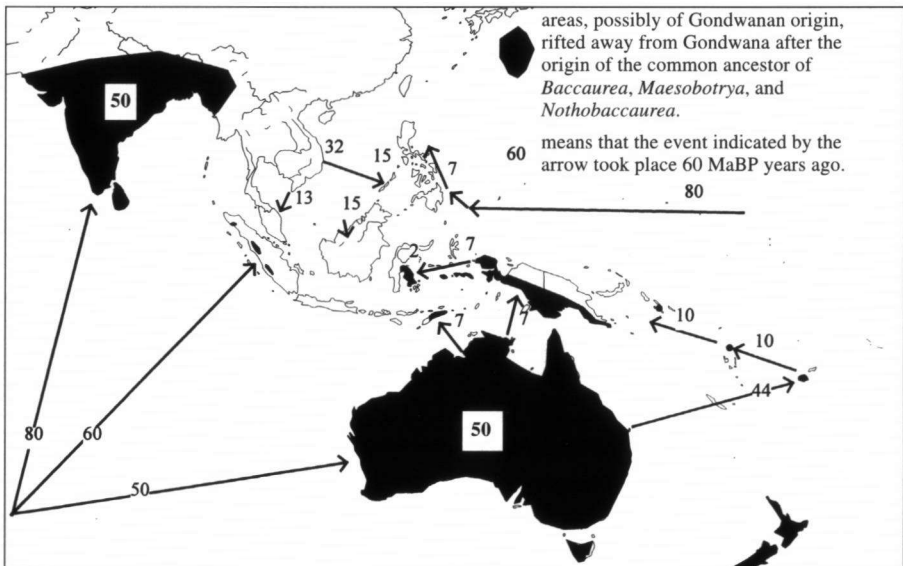 areas, possibly of Gondwanan origin,
rifted away from Gondwana after the
origin of the common ancestor of
Baccaurea, Maesobotrya, and
Nothobaccaurea.
60 means that the event indicated by the
arrow took place 60 MaBP years ago.
50
32
15
7
80
13
15
2
7
10
7
7
10
44
50
80
60
50